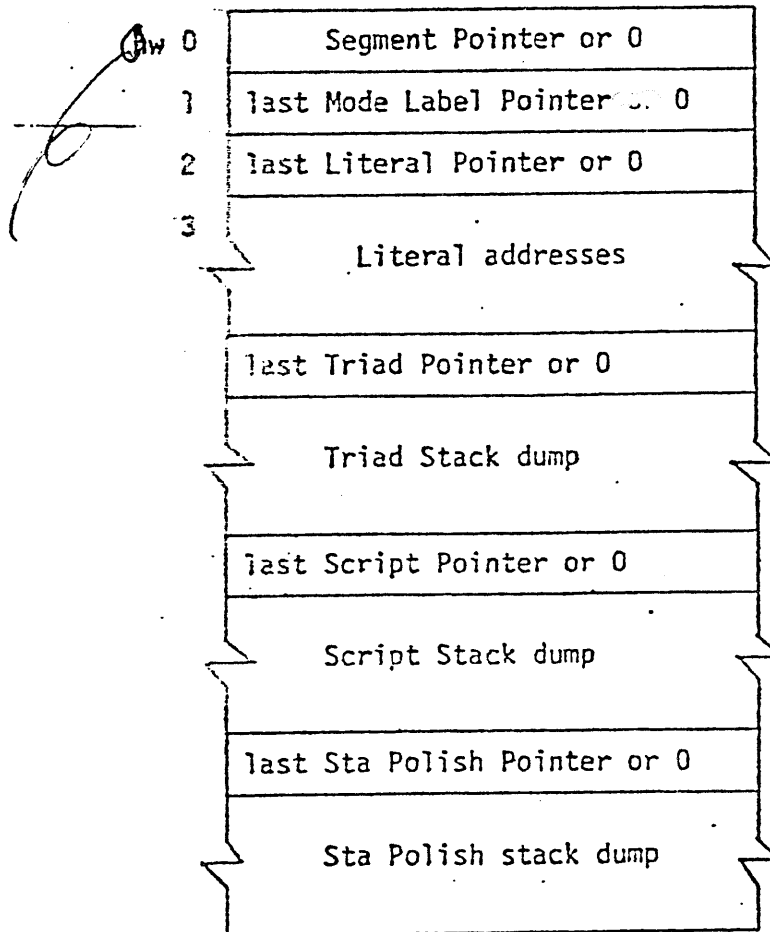 Hw 0 Segment Pointer or 0
1 last Mode Label Pointer 0
2 last Literal Pointer or 0
3
Literal addresses
last Triad Pointer or 0
Triad Stack dump
last Script Pointer or 0
Script Stack dump
last Sta Polish Pointer or 0
Sta Polish stack dump